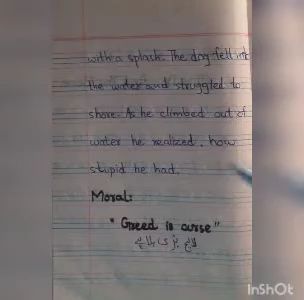 with a splash. The dog fell into
the water and struggled to
shore. As he climbed out of
water he realized, how
stupid he had.
Moral:
"Greed is curse"
لالچ بری بلا ہے
InShOt